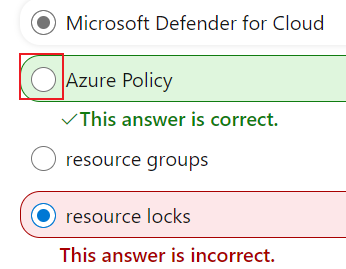 Microsoft Defender for Cloud
Azure Policy
This answer is correct.
resource groups
resource locks
This answer is incorrect.